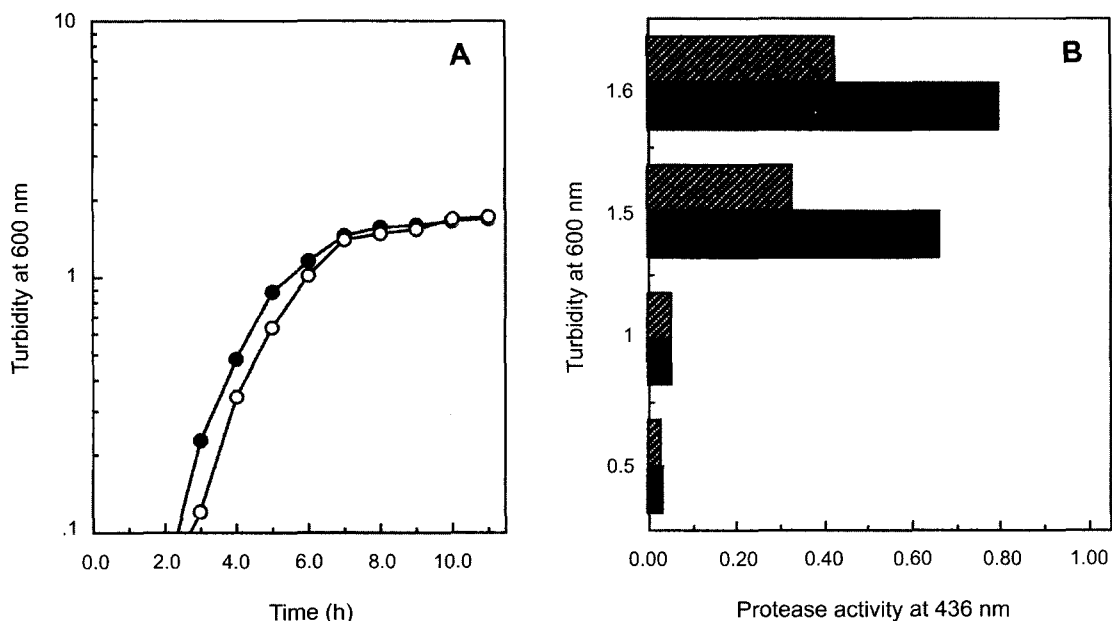 A
10
1
.1
Turbidity at 600 nm
0.0 2.0 4.0 6.0 8.0 10.0
Time (h)
B
1.6
1.5
1
0.5
Turbidity at 600 nm
0.00 0.20 0.40 0.60 0.80 1.00
Protease activity at 436 nm